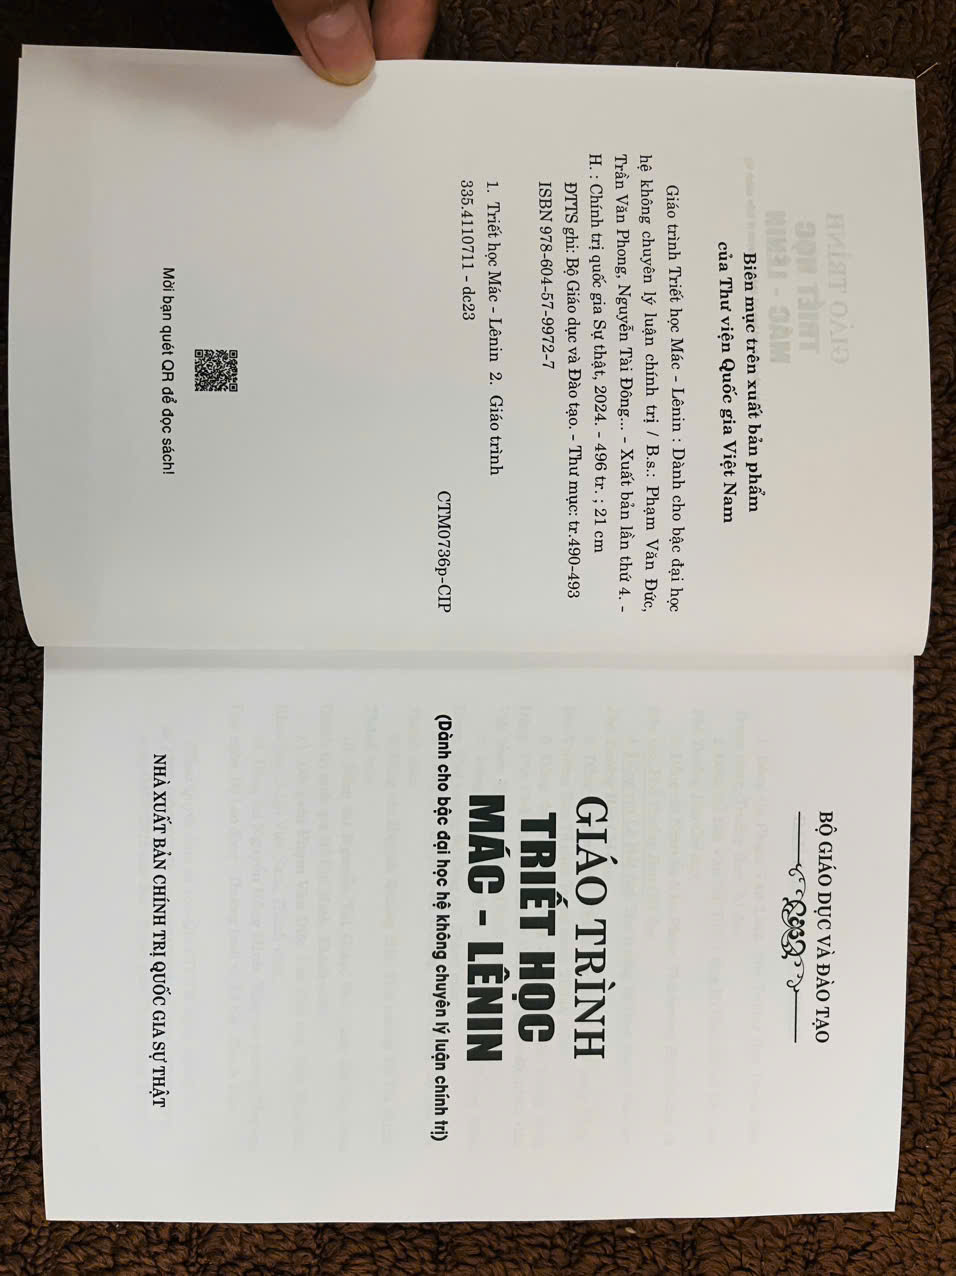 Biên mục trên xuất bản phẩm
của Thư viện Quốc gia Việt Nam
Giáo trình Triết học Mác - Lênin : Dành cho bậc đại học
hệ không chuyên lý luận chính trị / B.s.: Phạm Văn Đức,
Trần Văn Phong, Nguyễn Tài Đông... - Xuất bản lần thứ 4. -
H. : Chính trị quốc gia Sự thật, 2024. - 496 tr. ; 21 cm
ĐTTS ghi: Bộ Giáo dục và Đào tạo. - Thư mục: tr.490-493
ISBN 978-604-57-9972-7
1. Triết học Mác - Lênin 2. Giáo trình
335.4110711 - dc23
CTM0736p-CIP
Mời bạn quét QR để đọc sách!
BỘ GIÁO DỤC VÀ ĐÀO TẠO
GIÁO TRÌNH
TRIẾT HỌC
MÁC - LÊNIN
(Dành cho bậc đại học hệ không chuyên lý luận chính trị)
NHÀ XUẤT BẢN CHÍNH TRỊ QUỐC GIA SỰ THẬT